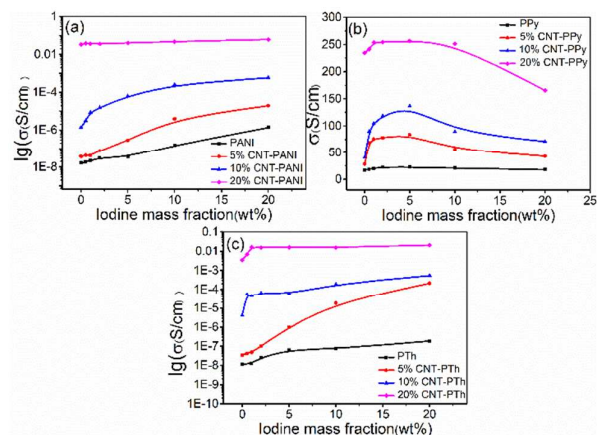 (a)
lg(σ(S/cm))
0.1
0.01
1E-4
1E-6
1E-8
PANI
5% CNT-PANI
10% CNT-PANI
20% CNT-PANI
0 5 10 15 20
Iodine mass fraction(wt%)
(b)
σ(S/cm)
300
250
200
150
100
50
0
PPy
5% CNT-PPy
10% CNT-PPy
20% CNT-PPy
0 5 10 15 20 25
Iodine mass fraction(wt%)
(c)
lg(σ(S/cm))
0.1
0.01
1E-3
1E-4
1E-5
1E-6
1E-7
1E-8
1E-9
1E-10
PTh
5% CNT-PTh
10% CNT-PTh
20% CNT-PTh
0 5 10 15 20
Iodine mass fraction(wt%)